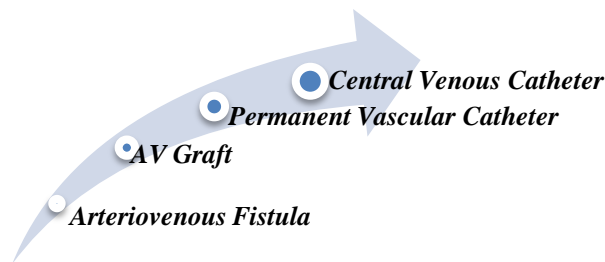 Central Venous Catheter
Permanent Vascular Catheter
AV Graft
Arteriovenous Fistula